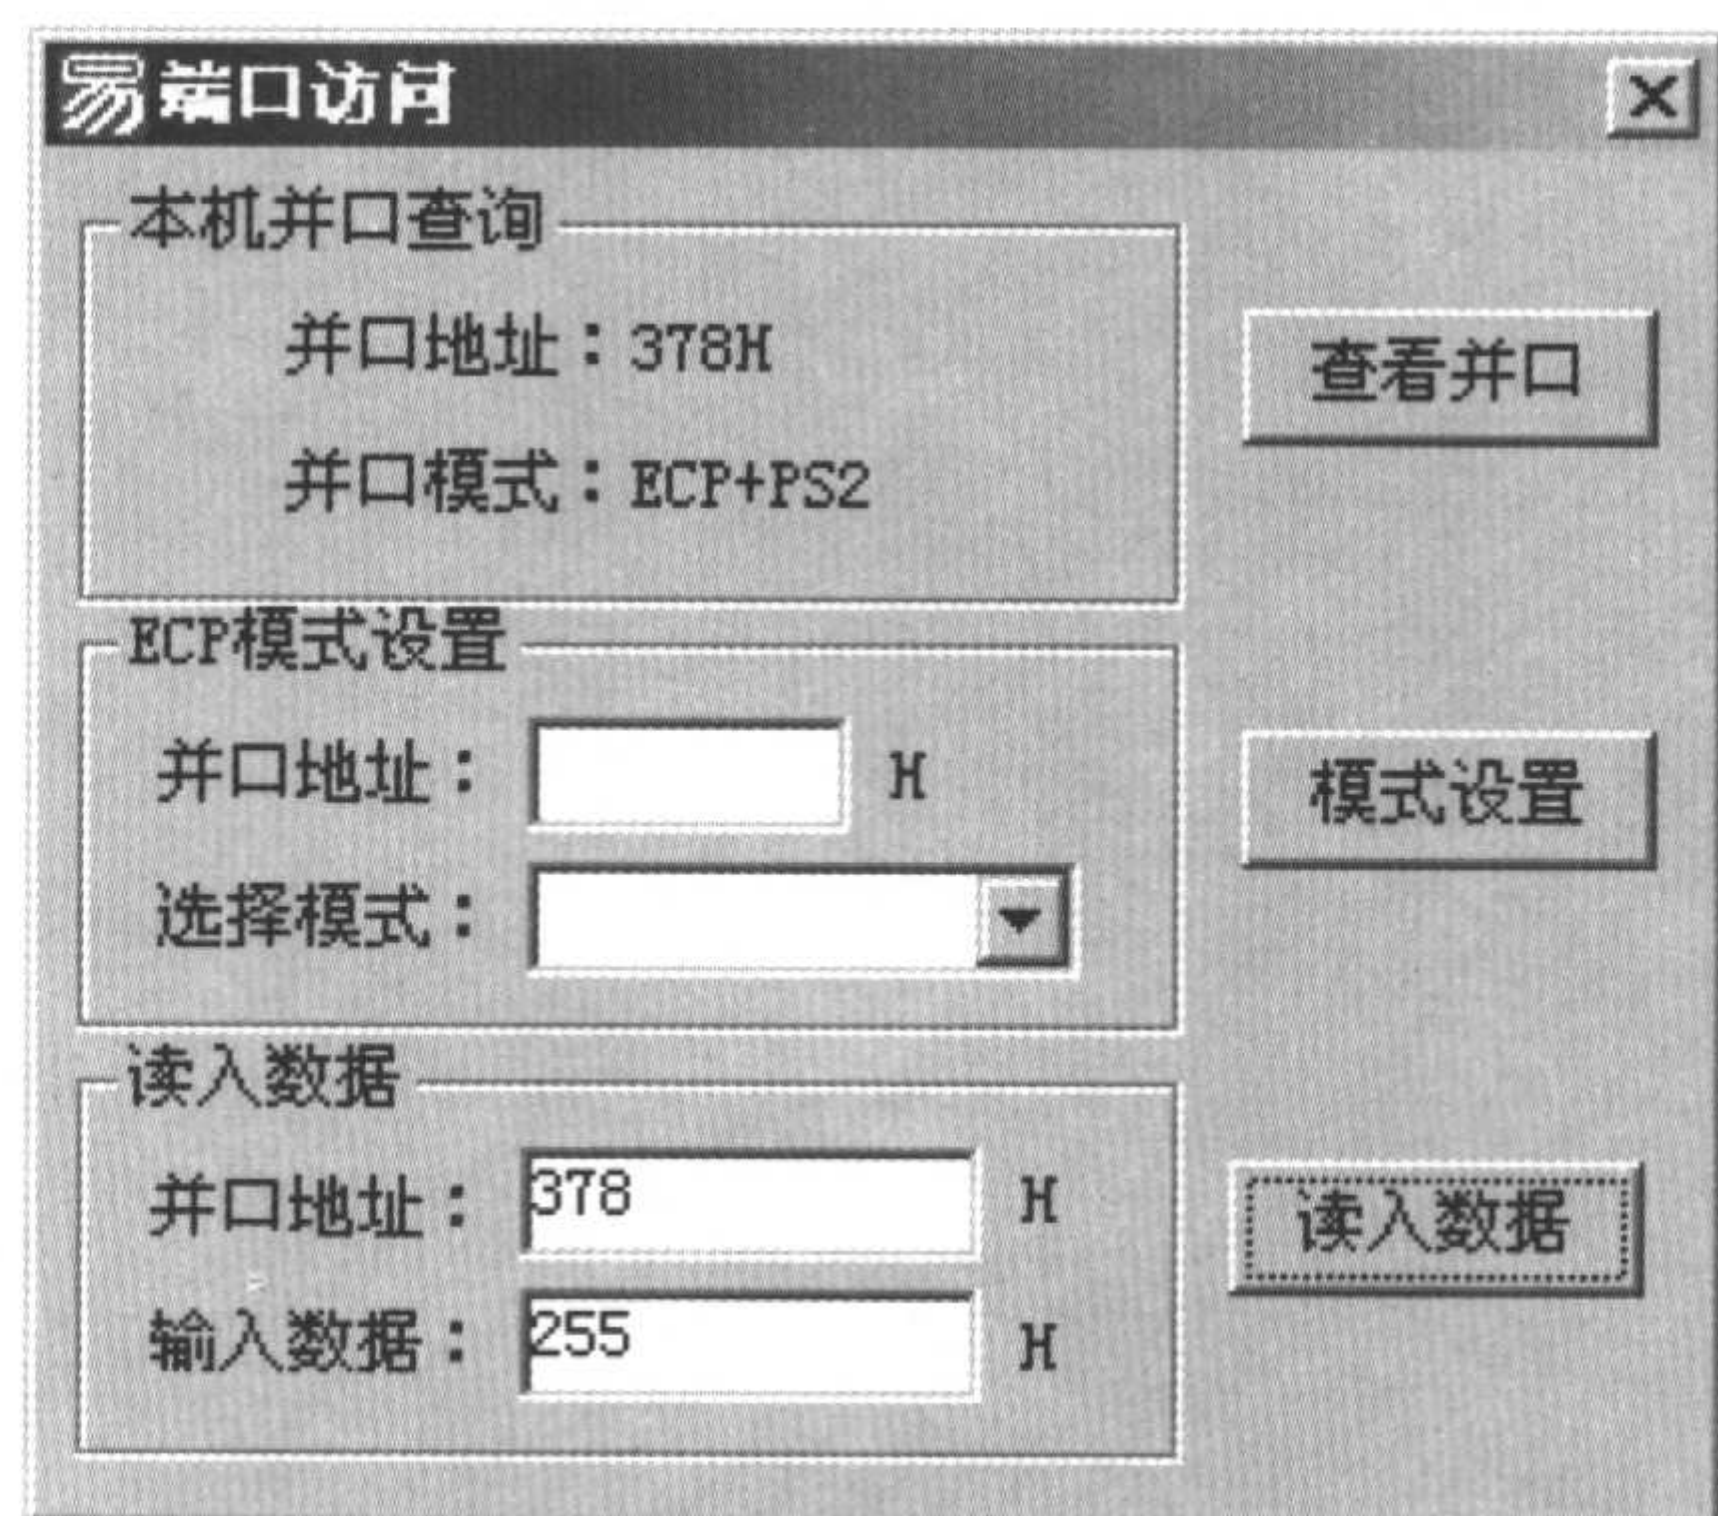 易 端口访问
本机并口查询
并口地址：378H
查看并口
并口模式：ECP+PS2
ECP模式设置
并口地址： H
模式设置
选择模式：
读入数据
并口地址：378 H
读入数据
输入数据：255 H